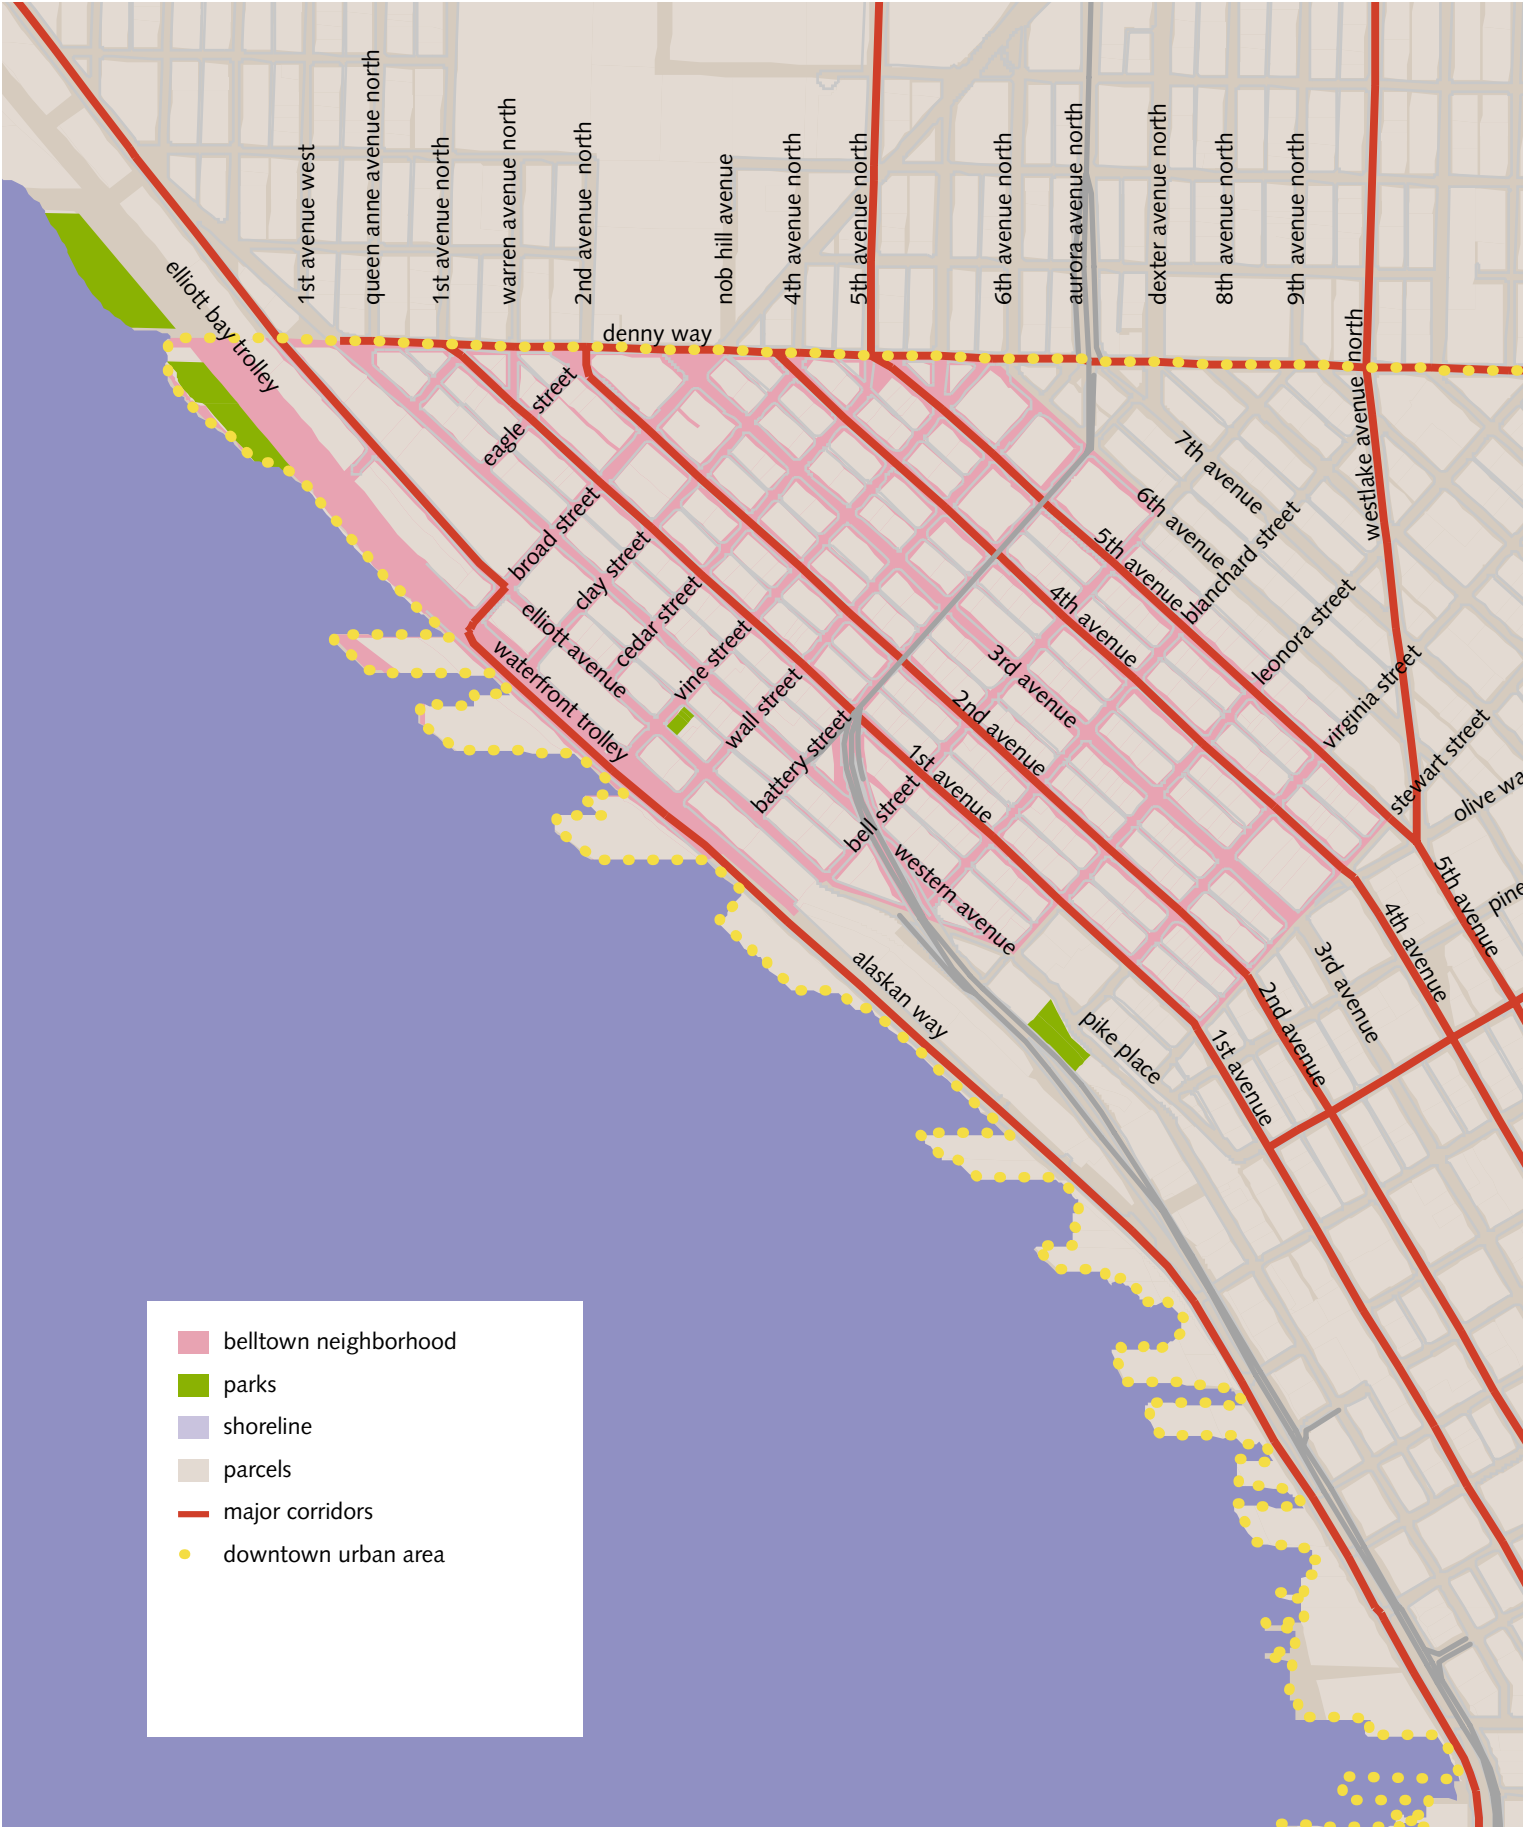 1st avenue west
queen anne avenue north
1st avenue north
warren avenue north
2nd avenue north
nob hill avenue
4th avenue north
5th avenue north
6th avenue north
aurora avenue north
dexter avenue north
8th avenue north
9th avenue north
westlake avenue north
denny way
elliott bay trolley
eagle street
broad street
clay street
cedar street
vine street
wall street
battery street
bell street
elliott avenue
waterfront trolley
western avenue
alaskan way
pike place
7th avenue
6th avenue
5th avenue
4th avenue
3rd avenue
2nd avenue
1st avenue
blanchard street
leonora street
virginia street
stewart street
olive wa
pine
5th avenue
4th avenue
3rd avenue
2nd avenue
1st avenue
belltown neighborhood
parks
shoreline
parcels
major corridors
downtown urban area